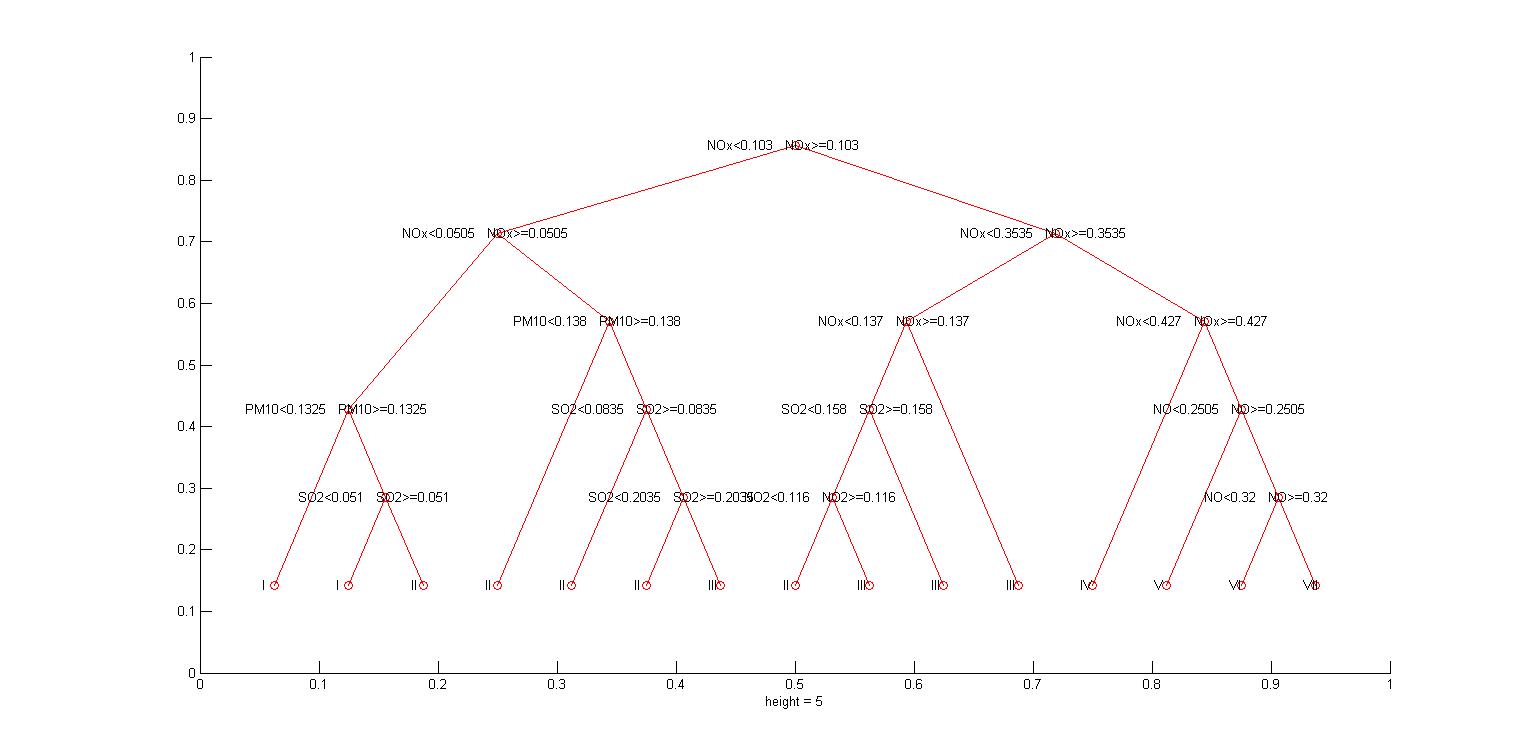 1
0.9
NOx<0.103 NOx>=0.103
0.8
0.7
NOx<0.0505 NOx>=0.0505 NOx<0.3535 NOx>=0.3535
0.6
PM10<0.138 PM10>=0.138 NOx<0.137 NOx>=0.137 NOx<0.427 NOx>=0.427
0.5
PM10<0.1325 PM10>=0.1325 SO2<0.0835 SO2>=0.0835 SO2<0.158 SO2>=0.158 NO<0.2505 NO>=0.2505
0.4
0.3
SO2<0.051 SO2>=0.051 SO2<0.2035 SO2>=0.2035 NO2<0.116 NO2>=0.116 NO<0.32 NO>=0.32
0.2
I I II II II II III II III III III IV V VI VII
0.1
0
0 0.1 0.2 0.3 0.4 0.5 0.6 0.7 0.8 0.9 1
height = 5